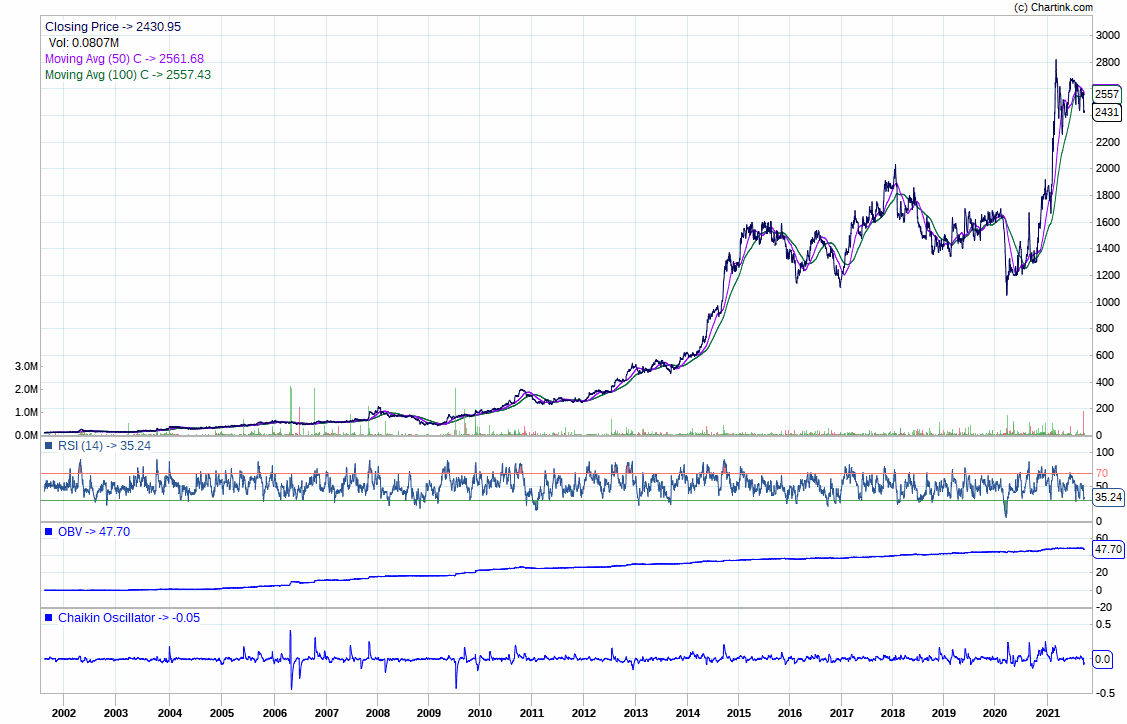 (c) Chartink.com
Closing Price -> 2430.95
Vol: 0.0807M
Moving Avg (50) C -> 2561.68
Moving Avg (100) C -> 2557.43
3000
2800
2557
2431
2200
2000
1800
1600
1400
1200
1000
800
600
400
200
0
3.0M
2.0M
1.0M
0.0M
RSI (14) -> 35.24
100
70
50
35.24
0
OBV -> 47.70
60
47.70
20
0
-20
Chaikin Oscillator -> -0.05
0.5
0.0
-0.5
2002 2003 2004 2005 2006 2007 2008 2009 2010 2011 2012 2013 2014 2015 2016 2017 2018 2019 2020 2021